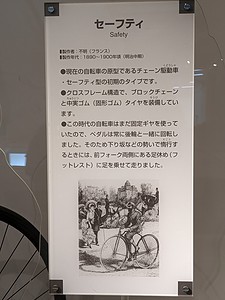 セーフティ
Safety
■製作者：不明（フランス）
■製作年代：1890〜1900年頃（明治中期）
●現在の自転車の原型であるチェーン駆動車
・セーフティ型の初期のタイプです。
●クロスフレーム構造で、ブロックチェーン
と中実ゴム（固形ゴム）タイヤを装備してい
ます。
●この時代の自転車はまだ固定ギヤを使っ
ていたので、ペダルは常に後輪と一緒に回転し
ました。そのため下り坂などの勢いで惰行す
るときには、前フォーク両側にある足休め（フ
ットレスト）に足を乗せて走りました。